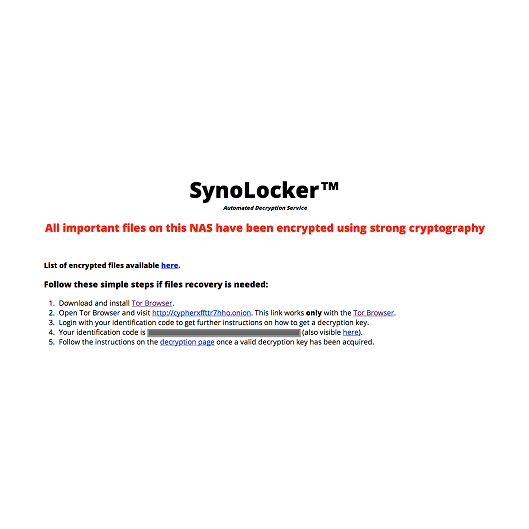 SynoLocker™
Automated Decryption Service
All important files on this NAS have been encrypted using strong cryptography
List of encrypted files available here.
Follow these simple steps if files recovery is needed:
1. Download and install Tor Browser.
2. Open Tor Browser and visit http://cypherxffttr7hho.onion. This link works only with the Tor Browser.
3. Login with your identification code to get further instructions on how to get a decryption key.
4. Your identification code is (also visible here).
5. Follow the instructions on the decryption page once a valid decryption key has been acquired.